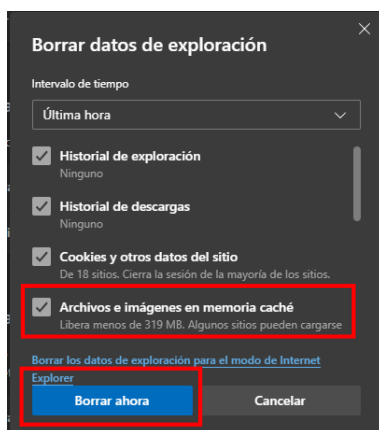 Borrar datos de exploración
Intervalo de tiempo
Última hora
Historial de exploración
Ninguno
Historial de descargas
Ninguno
Cookies y otros datos del sitio
De 18 sitios. Cierra la sesión de la mayoría de los sitios.
Archivos e imágenes en memoria caché
Libera menos de 319 MB. Algunos sitios pueden cargarse
Borrar los datos de exploración para el modo de Internet
Explorer
Borrar ahora
Cancelar